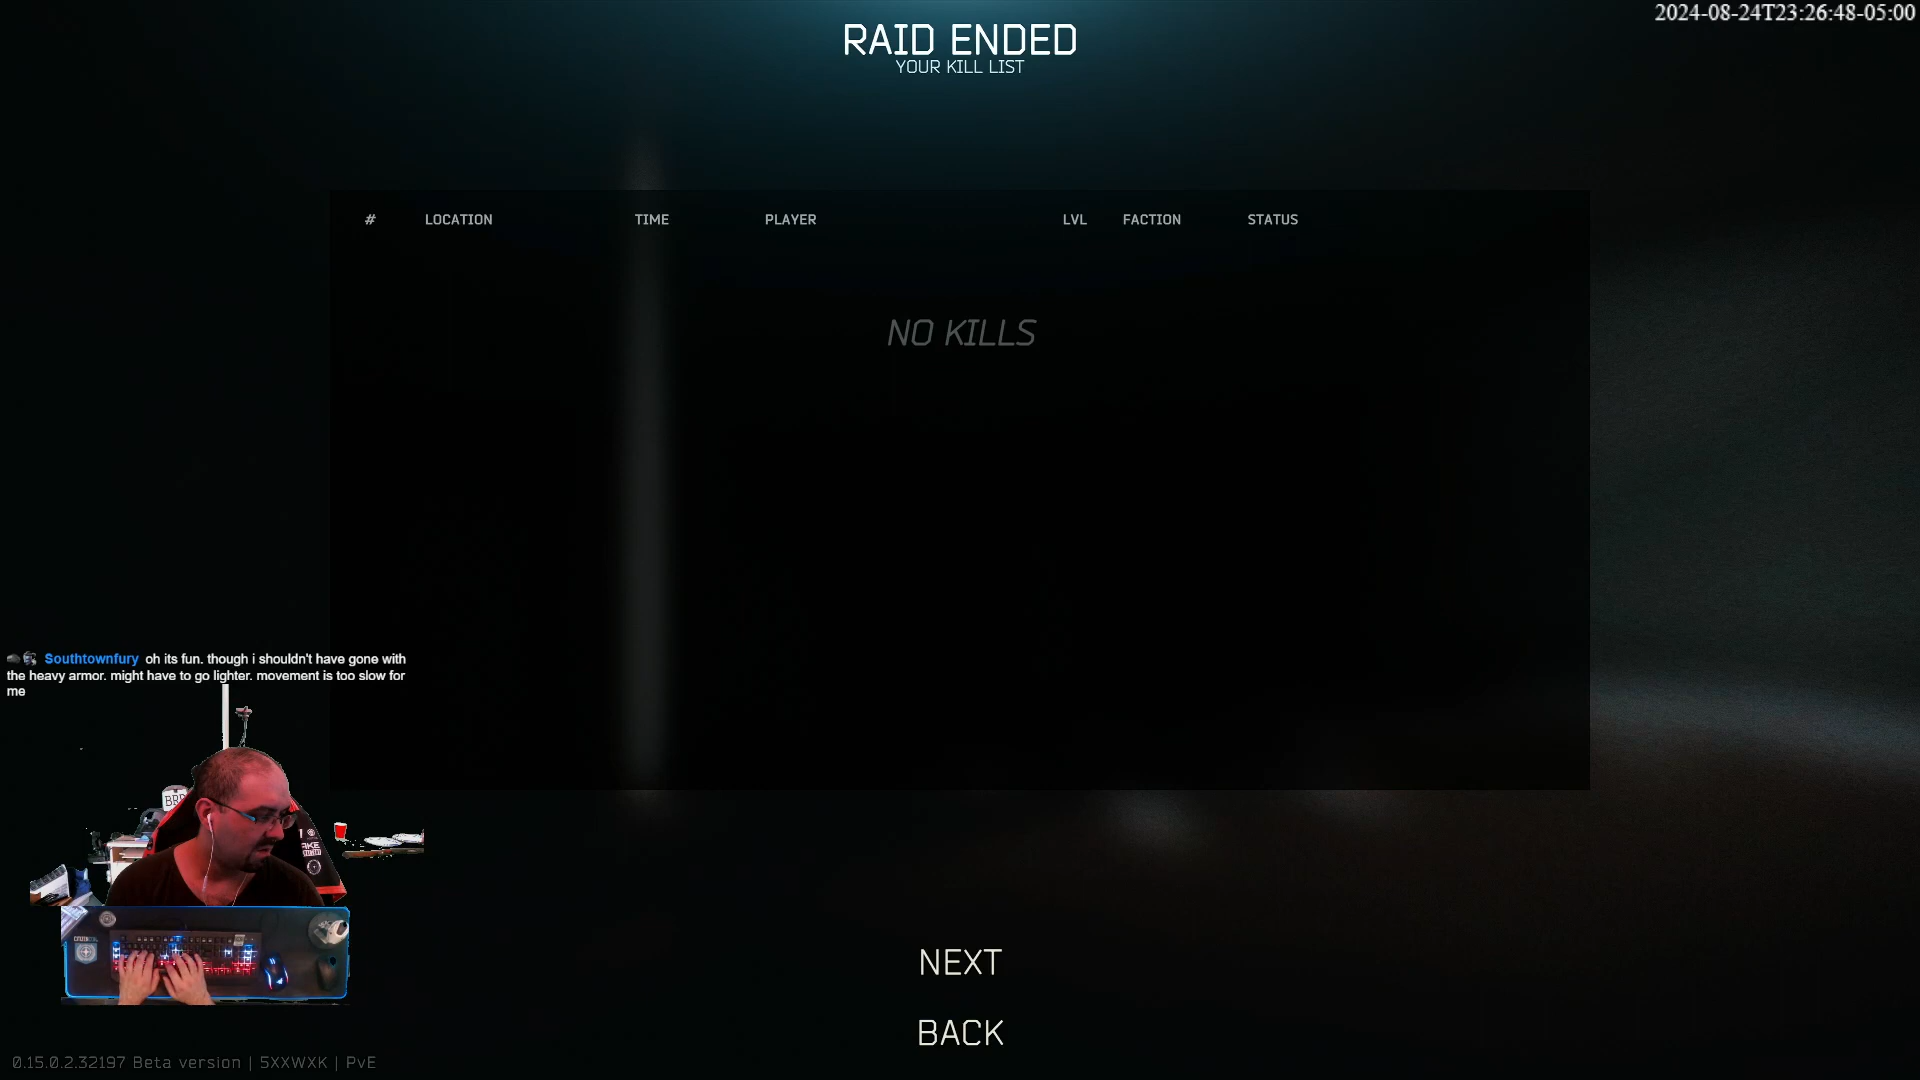 2024-08-24T23:26:48-05:00
RAID ENDED
YOUR KILL LIST
# LOCATION TIME PLAYER LVL FACTION STATUS
NO KILLS
Southtownfury oh its fun. though i shouldn't have gone with
the heavy armor. might have to go lighter. movement is too slow for
me
NEXT
BACK
0.15.0.2.32197 Beta version | 5XXWXK | PvE